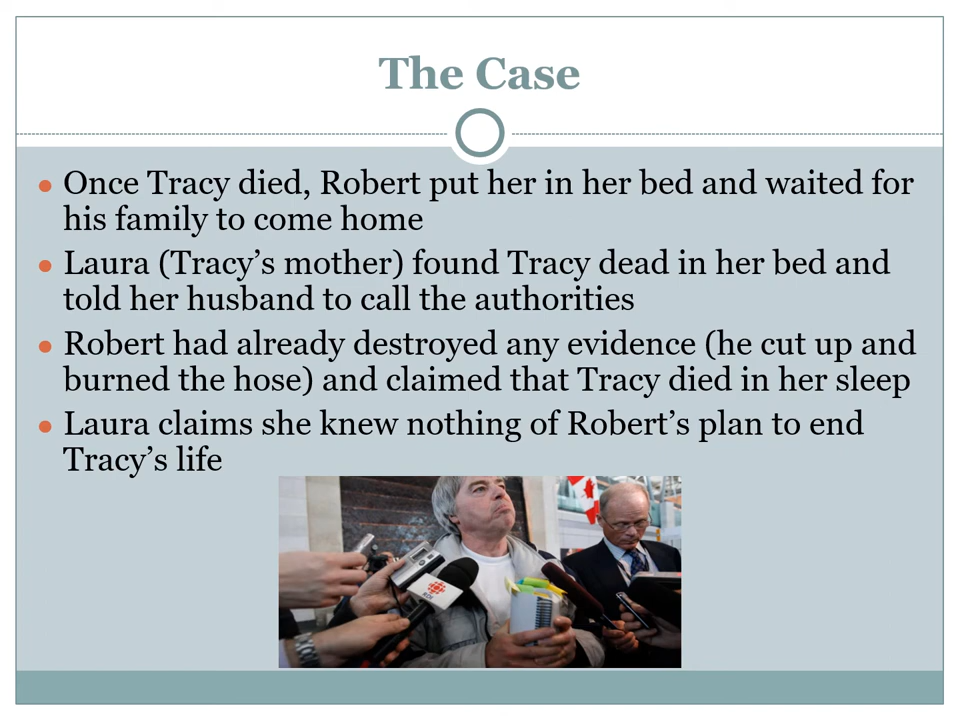 The Case
Once Tracy died, Robert put her in her bed and waited for
his family to come home
Laura (Tracy’s mother) found Tracy dead in her bed and
told her husband to call the authorities
Robert had already destroyed any evidence (he cut up and
burned the hose) and claimed that Tracy died in her sleep
Laura claims she knew nothing of Robert’s plan to end
Tracy’s life